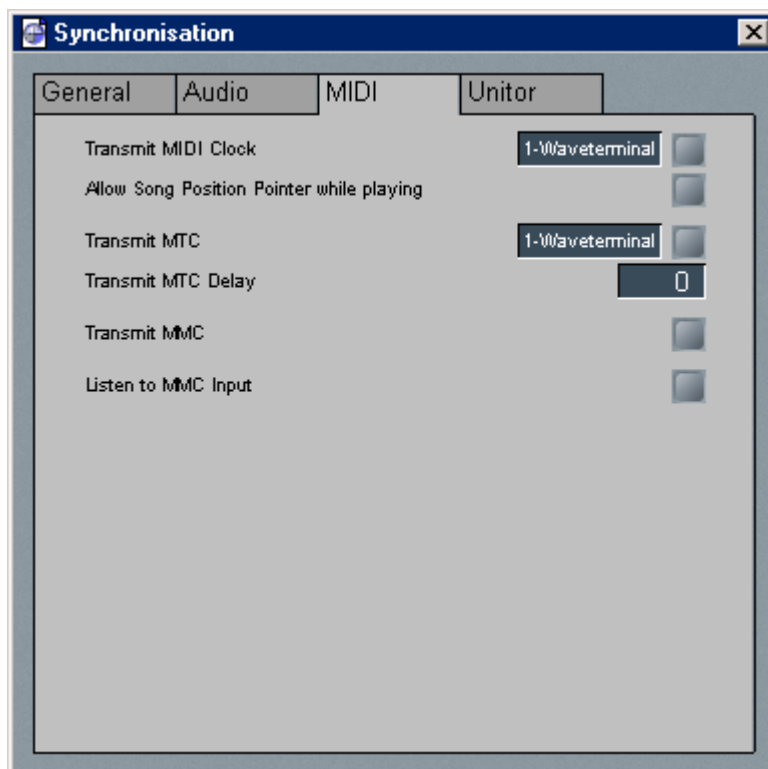 Synchronisation
General Audio MIDI Unitor
Transmit MIDI Clock 1-Waveterminal
Allow Song Position Pointer while playing
Transmit MTC 1-Waveterminal
Transmit MTC Delay 0
Transmit MMC
Listen to MMC Input